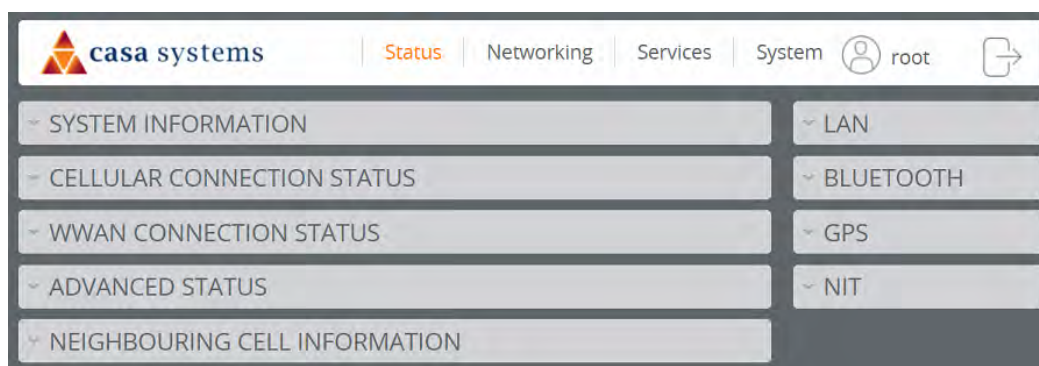 casa systems Status Networking Services System root
SYSTEM INFORMATION
LAN
CELLULAR CONNECTION STATUS
BLUETOOTH
WWAN CONNECTION STATUS
GPS
ADVANCED STATUS
NIT
NEIGHBOURING CELL INFORMATION